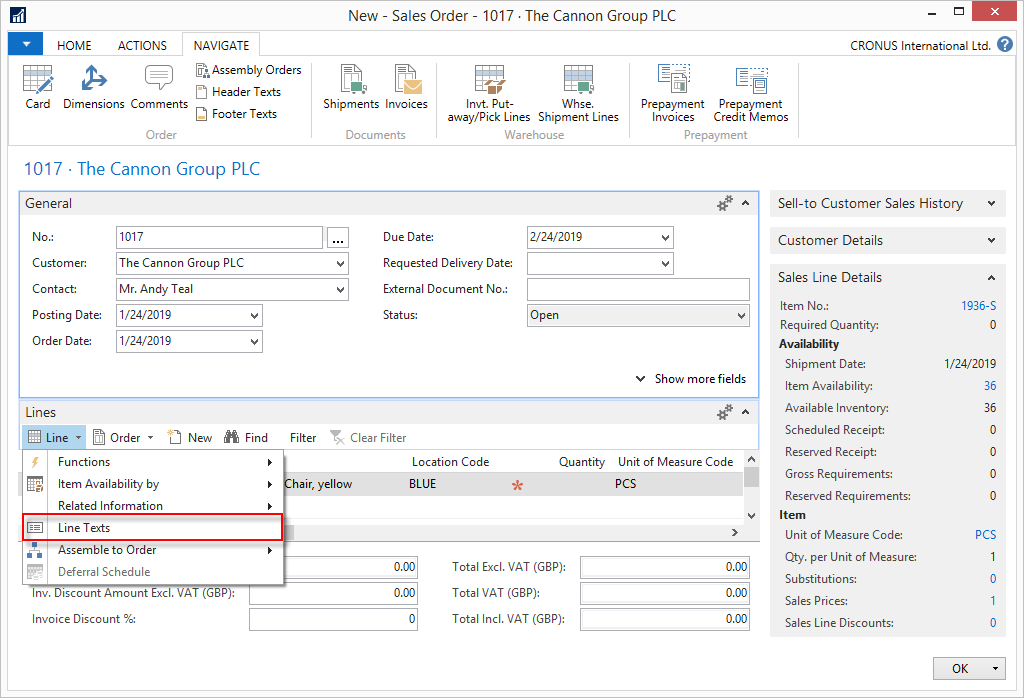 New - Sales Order - 1017 · The Cannon Group PLC
HOME ACTIONS NAVIGATE CRONUS International Ltd. ?
Card Dimensions Comments
Assembly Orders
Header Texts
Footer Texts
Order
Shipments Invoices
Documents
Invt. Put-away/Pick Lines
Whse. Shipment Lines
Warehouse
Prepayment Invoices
Prepayment Credit Memos
Prepayment
1017 · The Cannon Group PLC
General
No.: 1017 ...
Customer: The Cannon Group PLC
Contact: Mr. Andy Teal
Posting Date: 1/24/2019
Order Date: 1/24/2019
Due Date: 2/24/2019
Requested Delivery Date:
External Document No.:
Status: Open
Show more fields
Lines
Line Order New Find Filter Clear Filter
Location Code Quantity Unit of Measure Code
Chair, yellow BLUE * PCS
Functions
Item Availability by
Related Information
Line Texts
Assemble to Order
Deferral Schedule
0.00
Inv. Discount Amount Excl. VAT (GBP): 0.00
Invoice Discount %: 0
Total Excl. VAT (GBP): 0.00
Total VAT (GBP): 0.00
Total Incl. VAT (GBP): 0.00
Sell-to Customer Sales History
Customer Details
Sales Line Details
Item No.: 1936-S
Required Quantity: 0
Availability
Shipment Date: 1/24/2019
Item Availability: 36
Available Inventory: 36
Scheduled Receipt: 0
Reserved Receipt: 0
Gross Requirements: 0
Reserved Requirements: 0
Item
Unit of Measure Code: PCS
Qty. per Unit of Measure: 1
Substitutions: 0
Sales Prices: 1
Sales Line Discounts: 0
OK